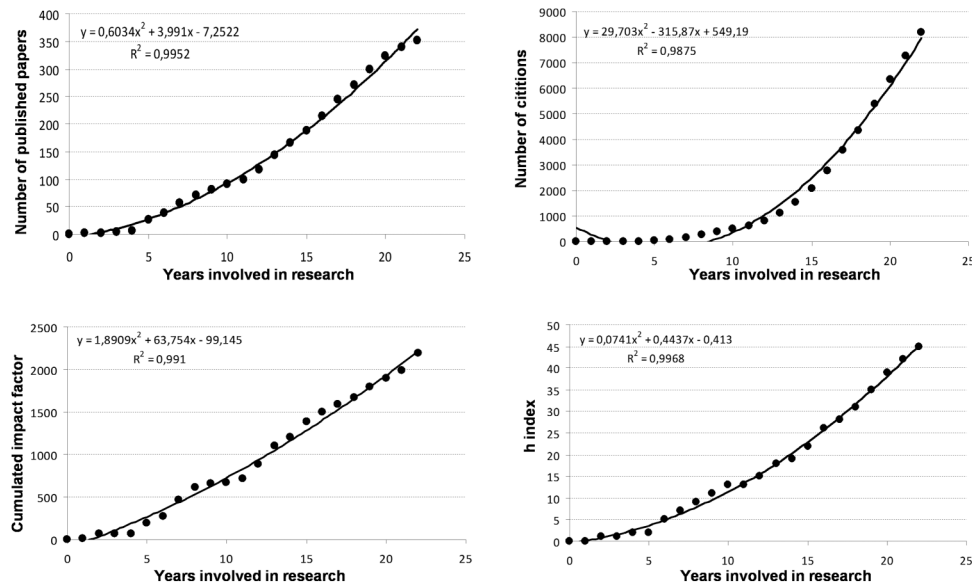 y = 0,6034x² + 3,991x - 7,2522
R² = 0,9952
Number of published papers
400
350
300
250
200
150
100
50
0
0 5 10 15 20 25
Years involved in research
y = 29,703x² - 315,87x + 549,19
R² = 0,9875
Number of cititions
9000
8000
7000
6000
5000
4000
3000
2000
1000
0
0 5 10 15 20 25
Years involved in research
y = 1,8909x² + 63,754x - 99,145
R² = 0,991
Cumulated impact factor
2500
2000
1500
1000
500
0
0 5 10 15 20 25
Years involved in research
y = 0,0741x² + 0,4437x - 0,413
R² = 0,9968
h index
50
45
40
35
30
25
20
15
10
5
0
0 5 10 15 20 25
Years involved in research